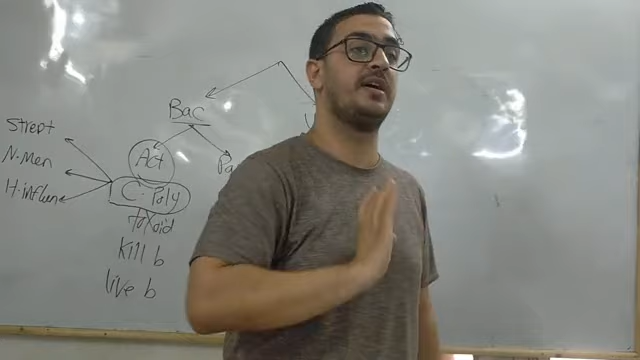 Bac
Strept
N-Men
H-influen
Act
Pa
C-Poly
toxoid
Kill b
live b